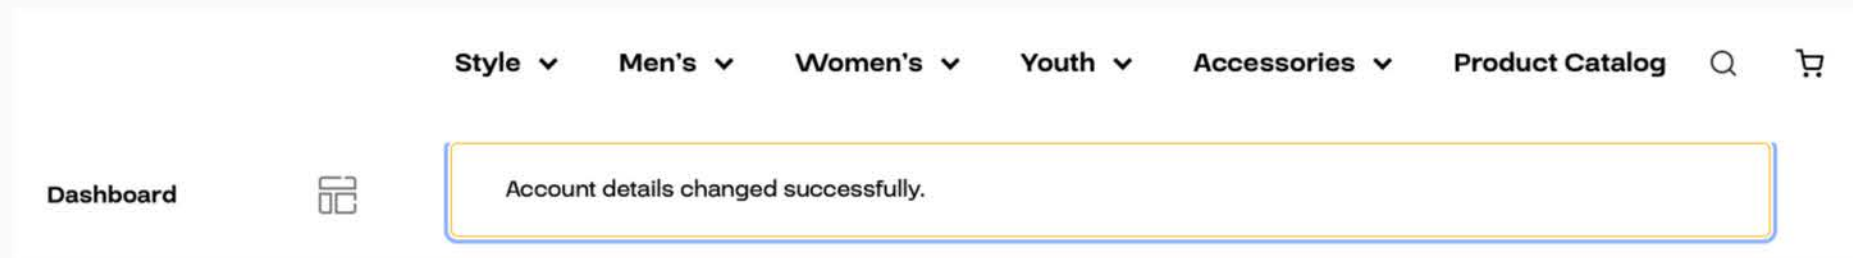 Style Men's Women's Youth Accessories Product Catalog
Dashboard
Account details changed successfully.